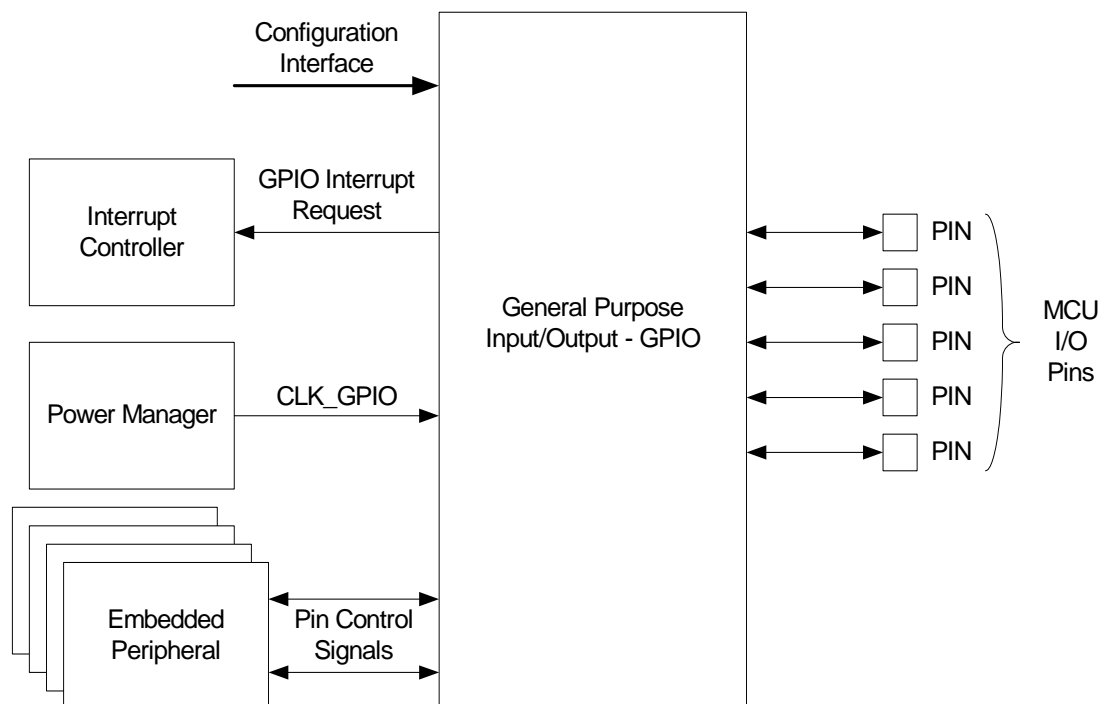 Configuration
Interface
Interrupt
Controller
GPIO Interrupt
Request
Power Manager
CLK_GPIO
Embedded
Peripheral
Pin Control
Signals
General Purpose
Input/Output - GPIO
PIN
PIN
PIN
PIN
PIN
MCU
I/O
Pins